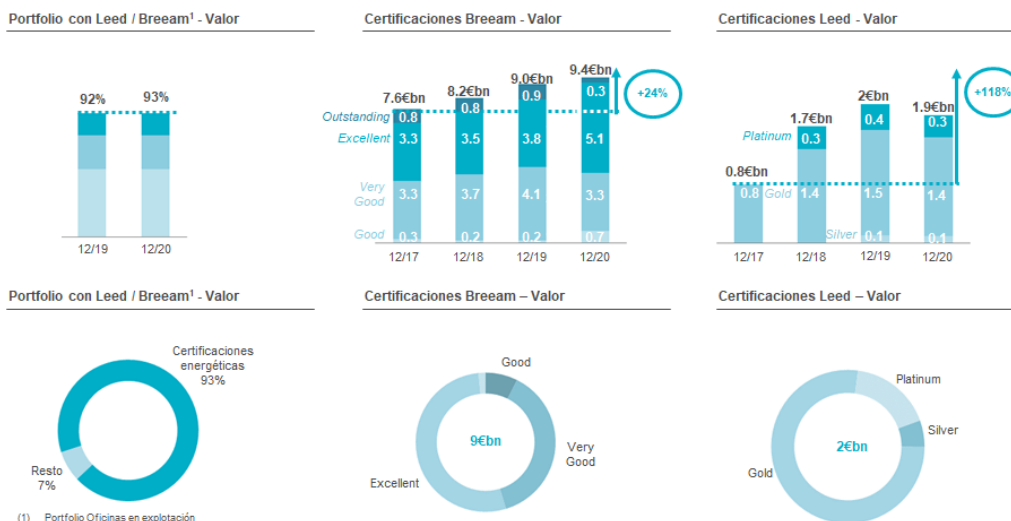 Portfolio con Leed / Breeam¹ - Valor
92%
93%
12/19
12/20
Certificaciones Breeam - Valor
7.6€bn
8.2€bn
9.0€bn
9.4€bn
+24%
Outstanding
0.8
0.8
0.9
0.3
Excellent
3.3
3.5
3.8
5.1
Very
Good
3.3
3.7
4.1
3.3
Good
0.3
0.2
0.2
0.7
12/17
12/18
12/19
12/20
Certificaciones Leed - Valor
0.8€bn
1.7€bn
2€bn
1.9€bn
+118%
Platinum
0.3
0.4
0.3
0.8
Gold
1.4
1.5
1.4
Silver
0.1
0.1
12/17
12/18
12/19
12/20
Portfolio con Leed / Breeam¹ - Valor
Certificaciones
energéticas
93%
Resto
7%
(1) Portfolio Oficinas en explotación
Certificaciones Breeam – Valor
Good
9€bn
Very
Good
Excellent
Certificaciones Leed – Valor
Platinum
Silver
2€bn
Gold